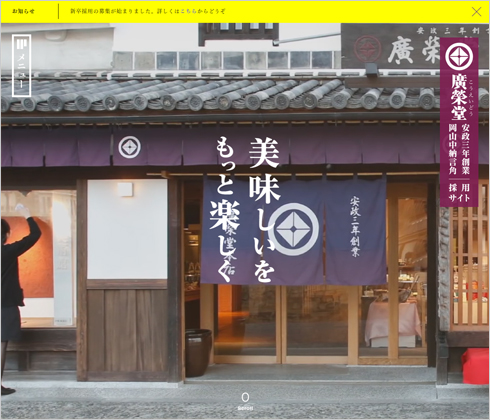 お知らせ
新卒採用の募集が始まりました。詳しくはこちらからどうぞ
メニュー
安政三年創
廣榮
こうえいどう
廣榮堂
安政三年創業
岡山中納言角
採用
サイト
美味しいを
もっと楽しく
安政三年創業
Scroll